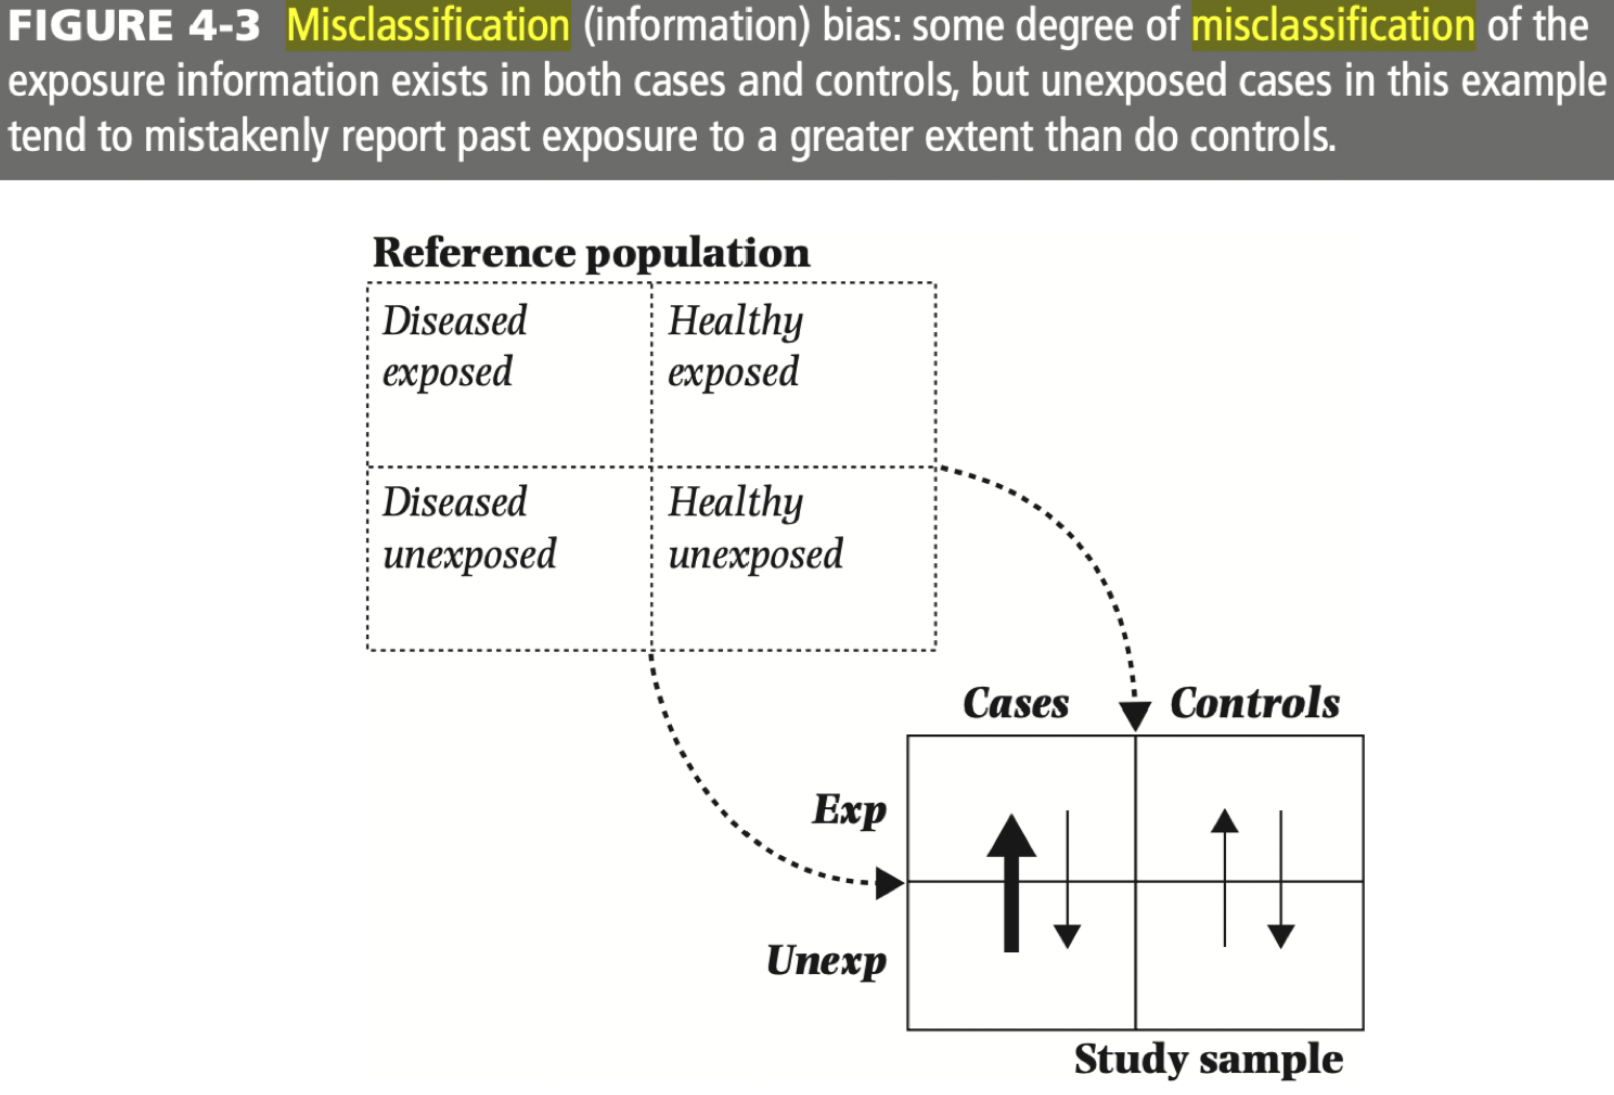 FIGURE 4-3 Misclassification (information) bias: some degree of misclassification of the
exposure information exists in both cases and controls, but unexposed cases in this example
tend to mistakenly report past exposure to a greater extent than do controls.
Reference population
Diseased
exposed
Healthy
exposed
Diseased
unexposed
Healthy
unexposed
Cases
Controls
Exp
Unexp
Study sample